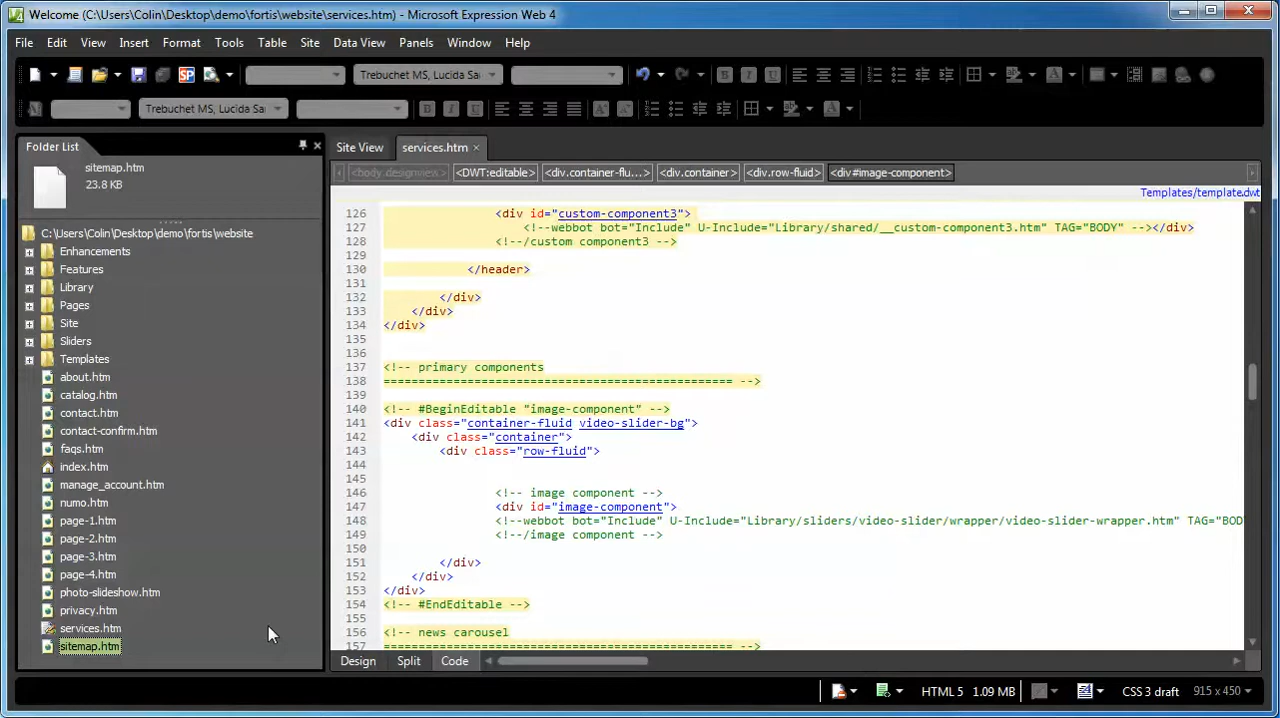 Welcome (C:\Users\Colin\Desktop\demo\fortis\website\services.htm) - Microsoft Expression Web 4
File Edit View Insert Format Tools Table Site Data View Panels Window Help
Trebuchet MS, Lucida Sa
Trebuchet MS, Lucida Sa
Folder List
sitemap.htm
23.8 KB
C:\Users\Colin\Desktop\demo\fortis\website
Enhancements
Features
Library
Pages
Site
Sliders
Templates
about.htm
catalog.htm
contact.htm
contact-confirm.htm
faqs.htm
index.htm
manage_account.htm
numo.htm
page-1.htm
page-2.htm
page-3.htm
page-4.htm
photo-slideshow.htm
privacy.htm
services.htm
sitemap.htm
Site View services.htm
<body.designview> <DWT:editable> <div.container-flu...> <div.container> <div.row-fluid> <div#image-component>
Templates/template.dwt
126 <div id="custom-component3">
127 <!--webbot bot="Include" U-Include="Library/shared/__custom-component3.htm" TAG="BODY" --></div>
128 <!--/custom component3 -->
129
130 </header>
131
132 </div>
133 </div>
134 </div>
135
136
137 <!-- primary components
138 ================================================== -->
139
140 <!-- #BeginEditable "image-component" -->
141 <div class="container-fluid video-slider-bg">
142 <div class="container">
143 <div class="row-fluid">
144
145
146 <!-- image component -->
147 <div id="image-component">
148 <!--webbot bot="Include" U-Include="Library/sliders/video-slider/wrapper/video-slider-wrapper.htm" TAG="BOD
149 <!--/image component -->
150
151 </div>
152 </div>
153 </div>
154 <!-- #EndEditable -->
155
156 <!-- news carousel
157 ================================================== -->
Design Split Code
HTML 5 1.09 MB CSS 3 draft 915 x 450